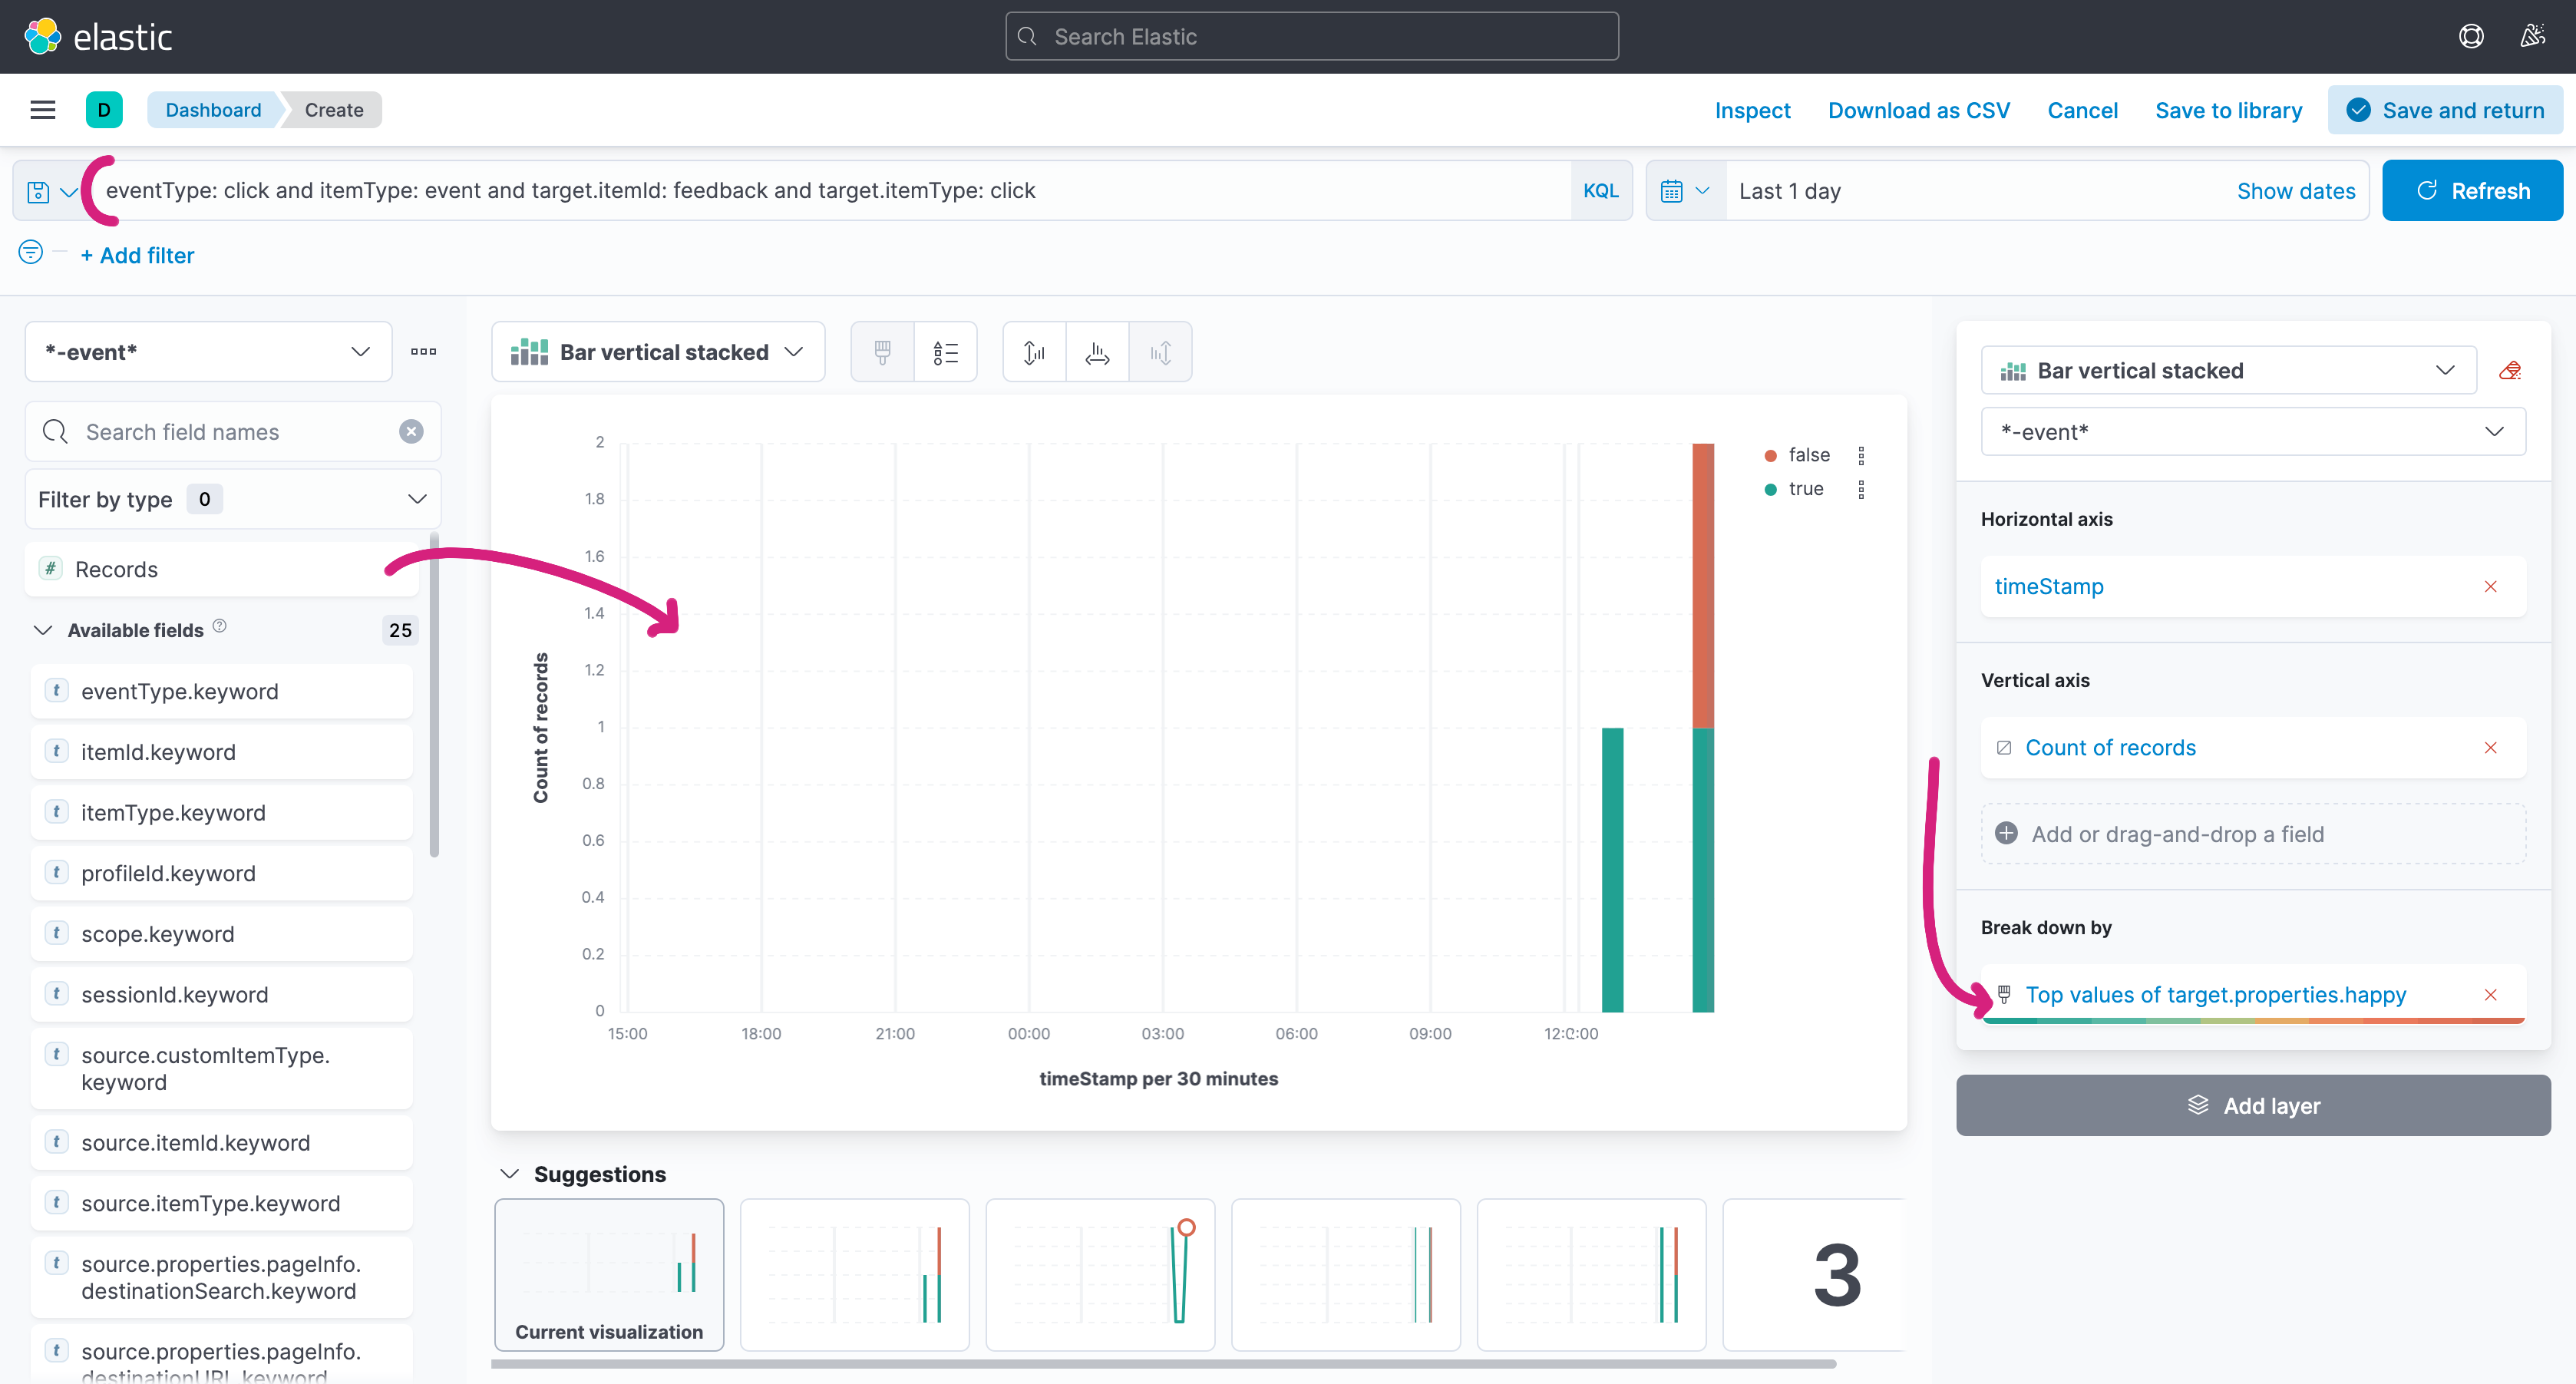 elastic
Search Elastic
D
Dashboard
Create
Inspect
Download as CSV
Cancel
Save to library
Save and return
eventType: click and itemType: event and target.itemId: feedback and target.itemType: click
KQL
Last 1 day
Show dates
Refresh
+ Add filter
*-event*
Search field names
Filter by type 0
# Records
Available fields 25
t eventType.keyword
t itemId.keyword
t itemType.keyword
t profileId.keyword
t scope.keyword
t sessionId.keyword
t source.customItemType.
keyword
t source.itemId.keyword
t source.itemType.keyword
t source.properties.pageInfo.
destinationSearch.keyword
t source.properties.pageInfo.
destinationURL.keyword
Bar vertical stacked
2
1.8
1.6
1.4
1.2
1
0.8
0.6
0.4
0.2
0
Count of records
15:00
18:00
21:00
00:00
03:00
06:00
09:00
timeStamp per 30 minutes
false
true
Suggestions
Current visualization
3
Bar vertical stacked
*-event*
Horizontal axis
timeStamp
Vertical axis
Count of records
Add or drag-and-drop a field
Break down by
Top values of target.properties.happy
Add layer